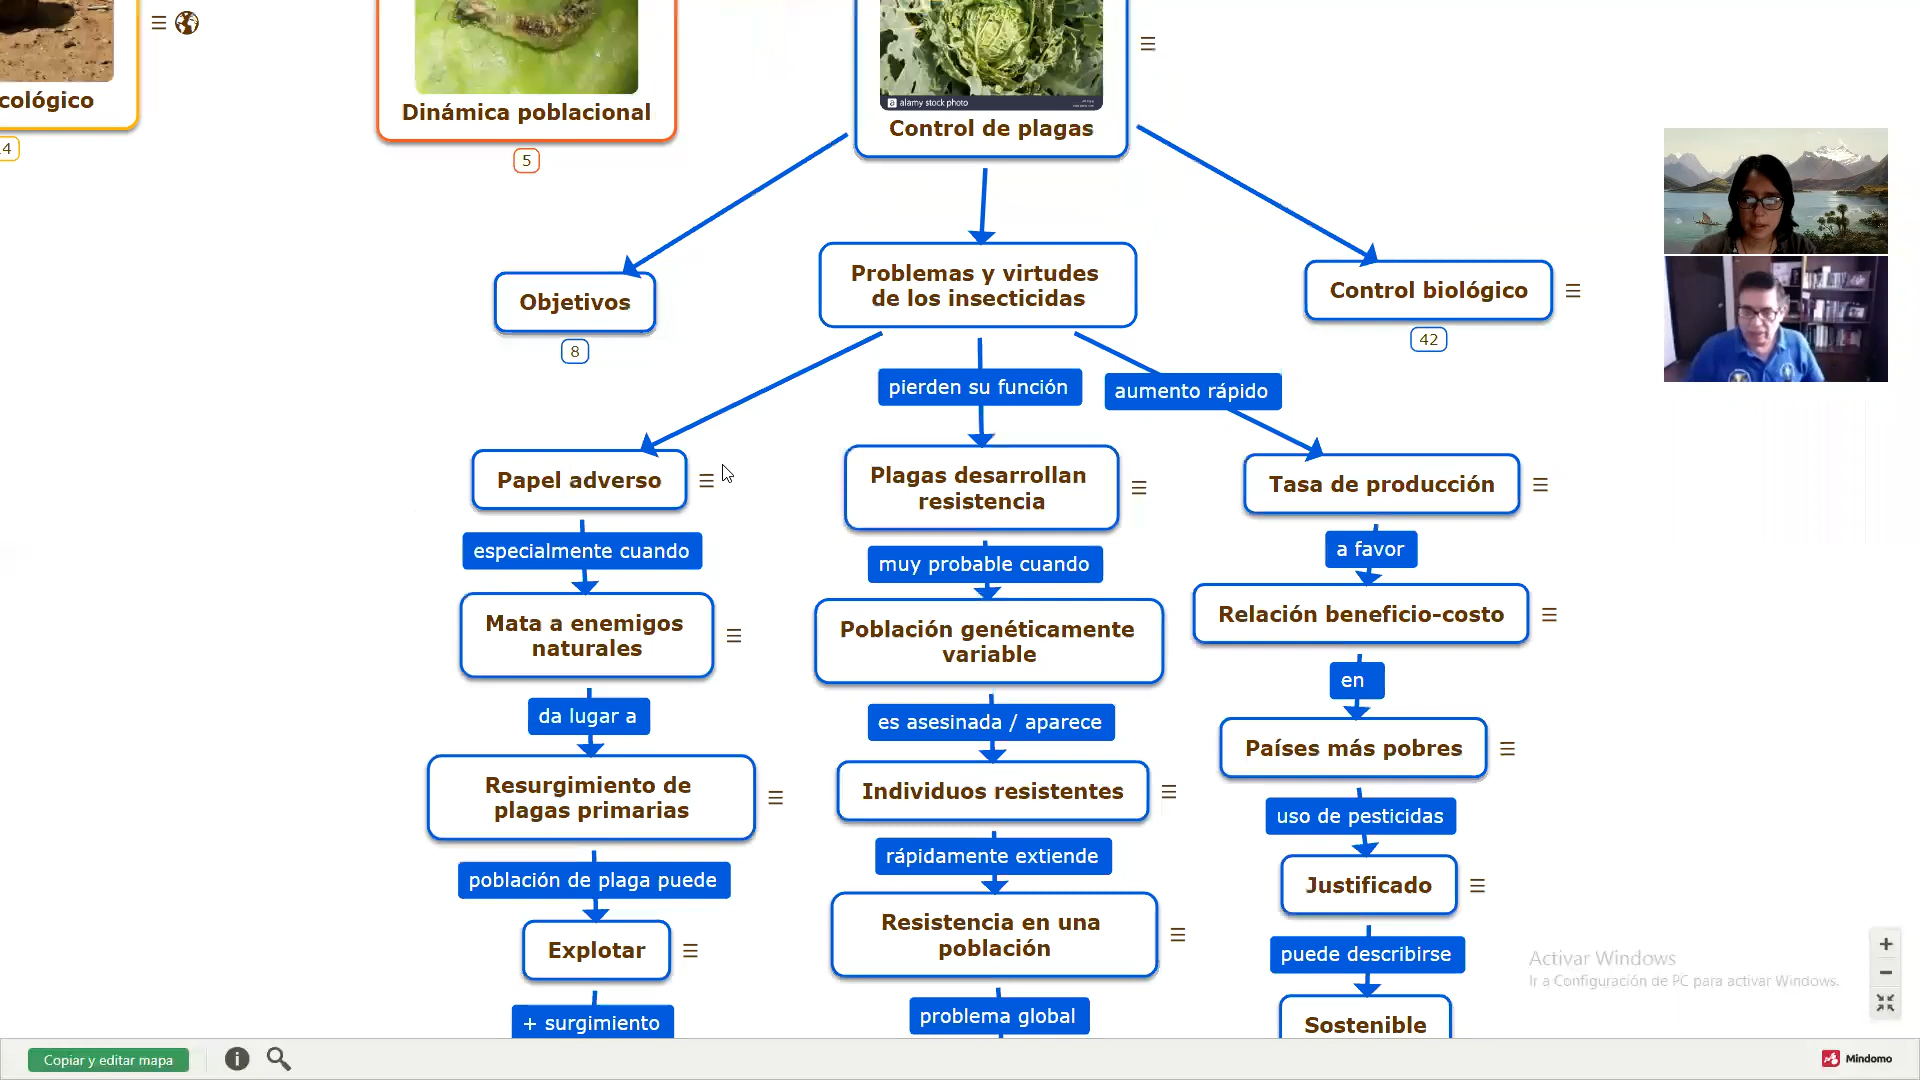 cológico
4
Dinámica poblacional
5
a alamy stock photo
Control de plagas
Objetivos
8
Problemas y virtudes
de los insecticidas
Control biológico
42
pierden su función
aumento rápido
Papel adverso
Plagas desarrollan
resistencia
Tasa de producción
especialmente cuando
muy probable cuando
a favor
Mata a enemigos
naturales
Población genéticamente
variable
Relación beneficio-costo
da lugar a
es asesinada / aparece
en
Países más pobres
Resurgimiento de
plagas primarias
Individuos resistentes
uso de pesticidas
población de plaga puede
rápidamente extiende
Justificado
Explotar
Resistencia en una
población
puede describirse
+ surgimiento
problema global
Sostenible
Activar Windows
Ir a Configuración de PC para activar Windows.
Copiar y editar mapa
Mindomo